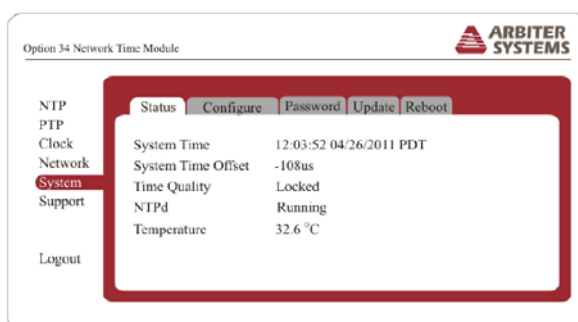 Option 34 Network Time Module
ARBITER
SYSTEMS
NTP
PTP
Clock
Network
System
Support
Logout
Status Configure Password Update Reboot
System Time 12:03:52 04/26/2011 PDT
System Time Offset -108us
Time Quality Locked
NTPd Running
Temperature 32.6 °C